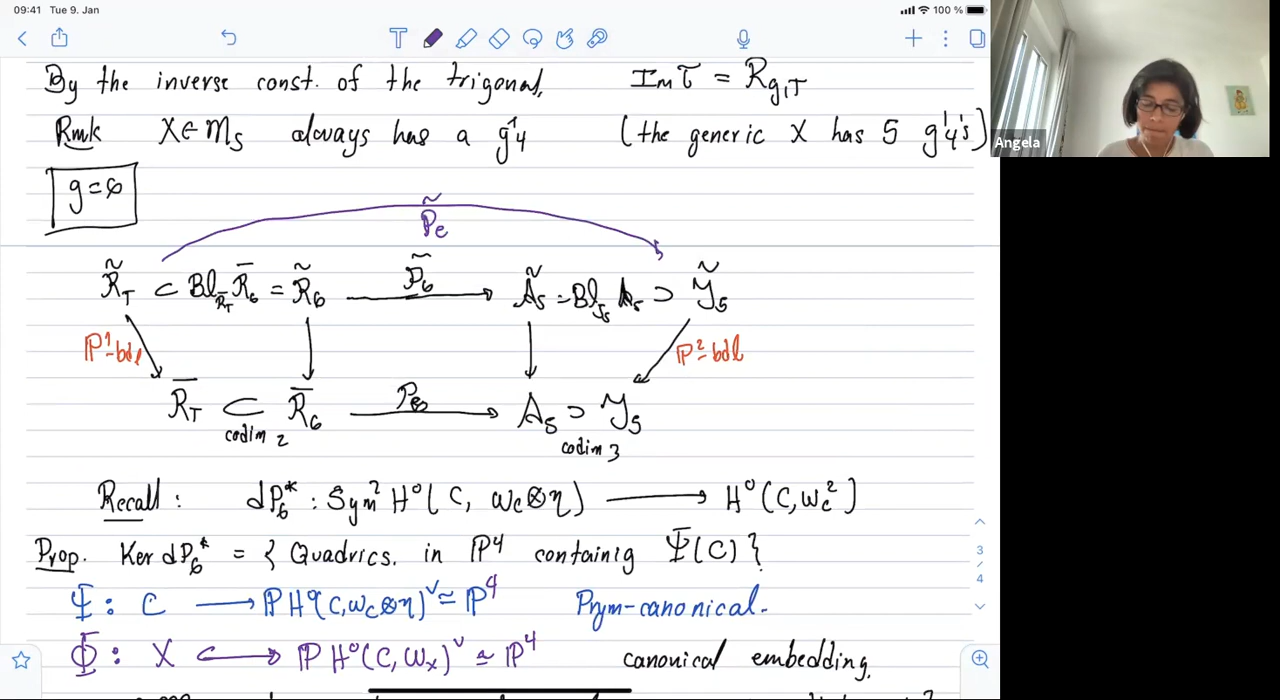 09:41 Tue 9. Jan
100 %
By the inverse const. of the trigonal, Im τ = R_{g,T}
Rmk X ∈ M_5 always has a g^1_4 (the generic X has 5 g^1_4's)
Angela
g=6
P̃_e
R̃_T ⊂ Bl_{R̄_T} R̄_6 = R̃_6 → P̃_6 Ã_5 = Bl_{J_5} A_5 ⊃ J̃_5
P^1-bdl P^2-bdl
R̄_T ⊂ R̄_6 → P_6 A_5 ⊃ J_5
codim 2 codim 3
Recall : dP_6^* : Sym^2 H^0(C, ω_C⊗η) → H^0(C, ω_C^2)
Prop. Ker dP_6^* = { Quadrics. in P^4 containig Ψ(C) }
3
/
4
Ψ : C → P H^0(C, ω_C⊗η)^∨ ≃ P^4 Prym-canonical.
Φ : X ↪ P H^0(C, ω_X)^∨ ≃ P^4 canonical embedding.